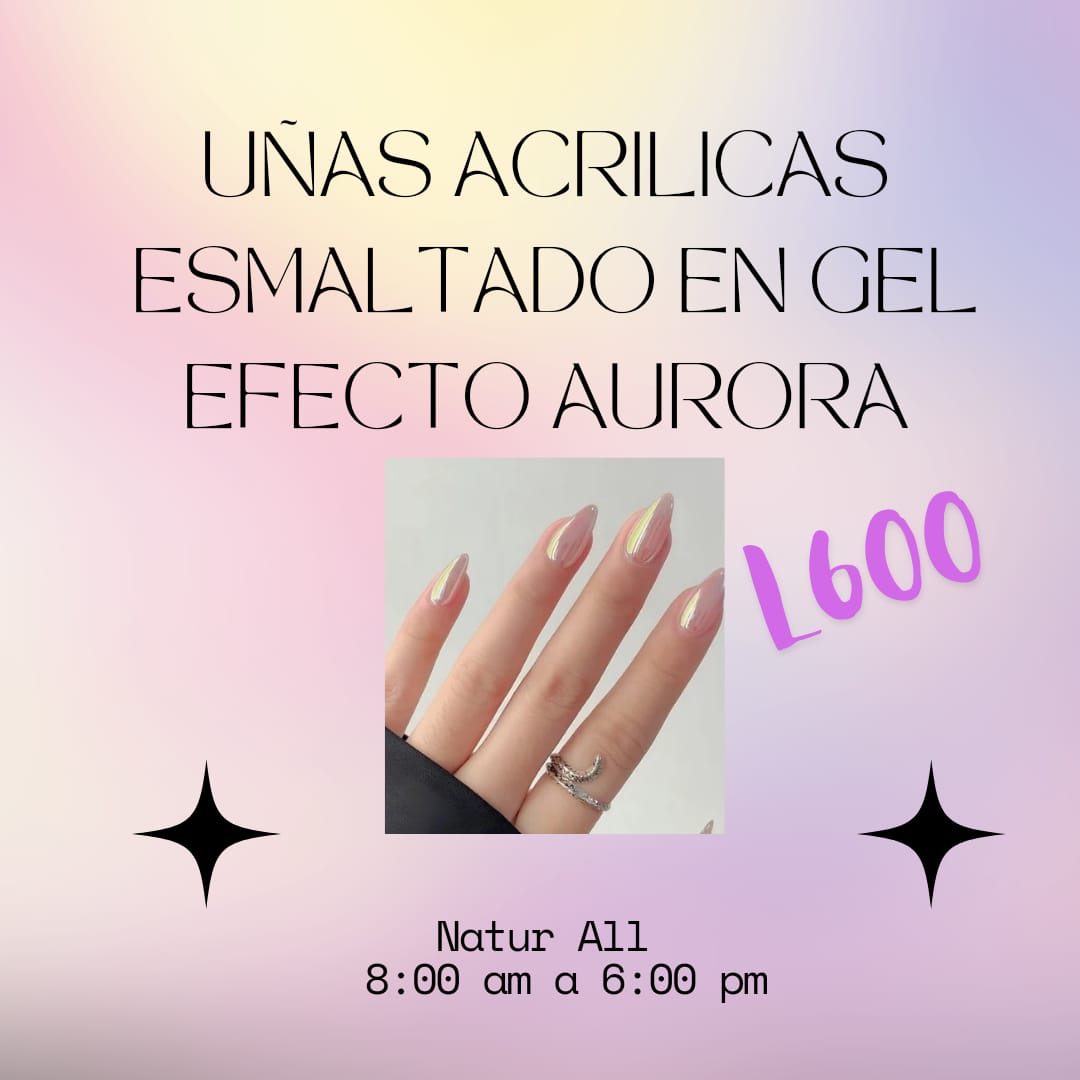 UÑAS ACRILICAS
ESMALTADO EN GEL
EFECTO AURORA
L600
Natur All
8:00 am a 6:00 pm